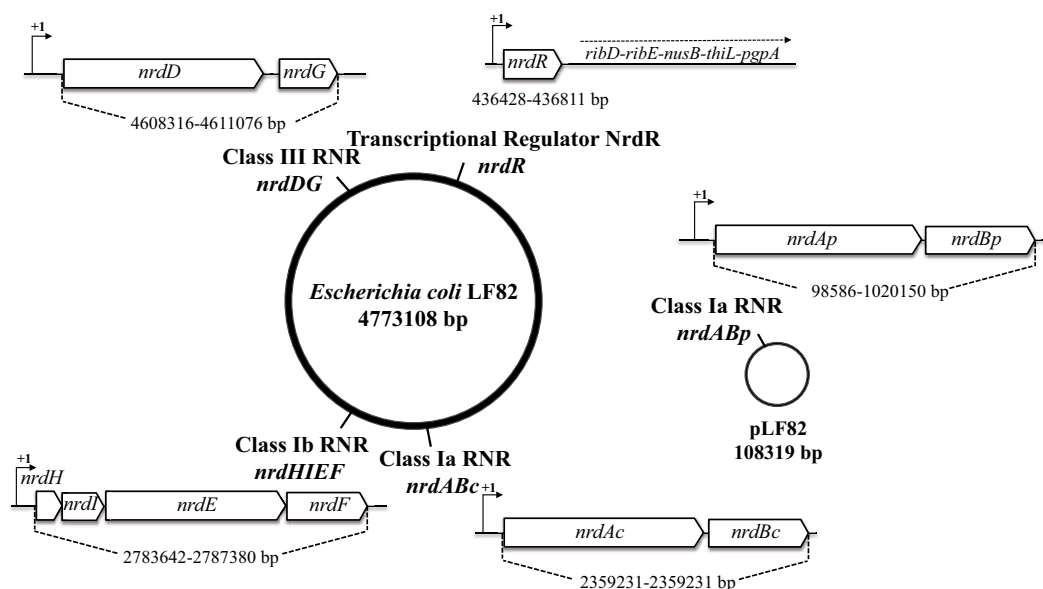 +1
nrdD
nrdG
4608316-4611076 bp
+1
nrdR
ribD-ribE-nusB-thiL-pgpA
436428-436811 bp
Transcriptional Regulator NrdR
nrdR
Class III RNR
nrdDG
+1
nrdAp
nrdBp
98586-1020150 bp
Escherichia coli LF82
4773108 bp
Class Ia RNR
nrdABp
pLF82
108319 bp
Class Ib RNR
nrdHIEF
Class Ia RNR
nrdABc
+1
nrdH
nrdI
nrdE
nrdF
2783642-2787380 bp
+1
nrdAc
nrdBc
2359231-2359231 bp